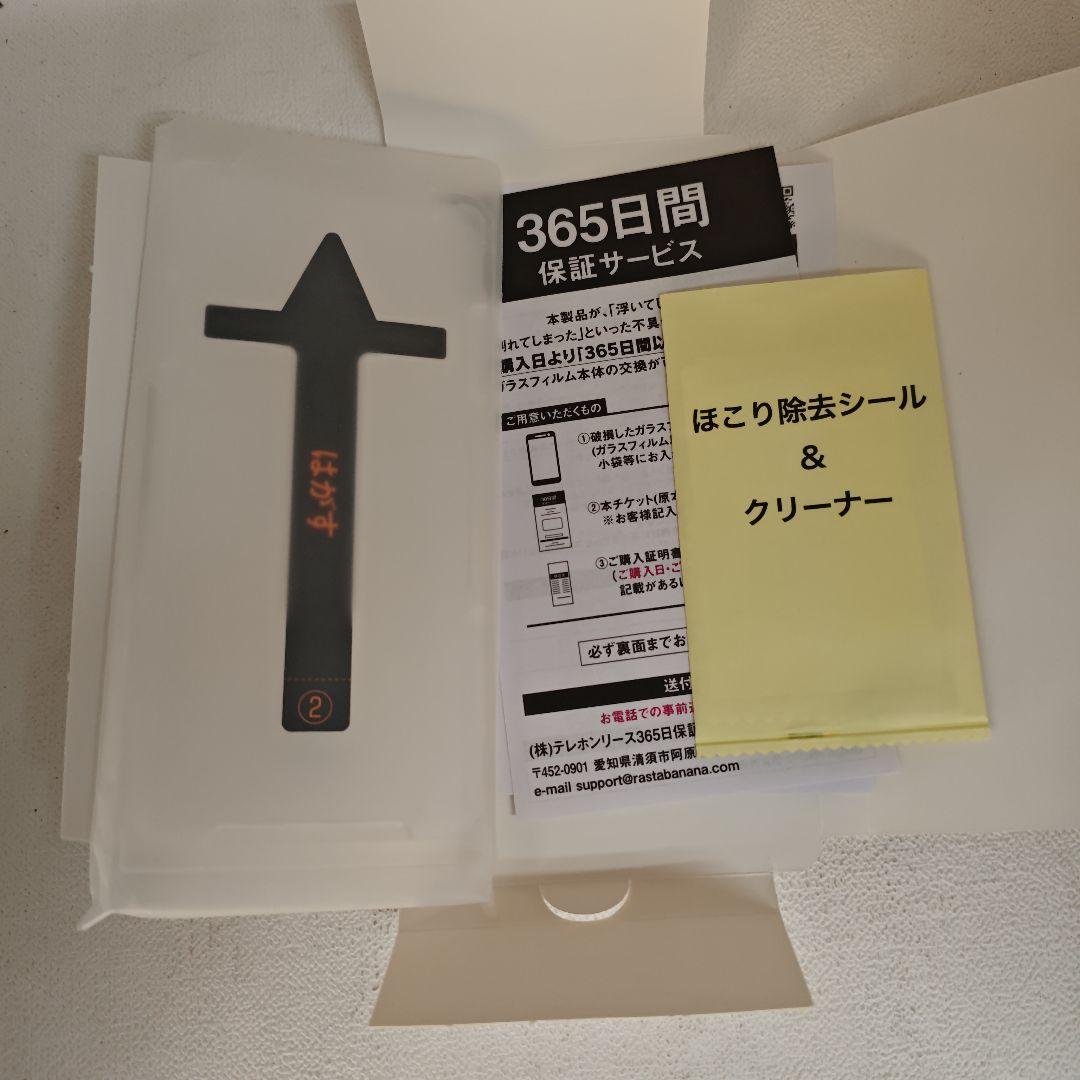 はがす
②
365日間
保証サービス
本製品が、「浮いてし
割れてしまった」といった不具
購入日より「365日間以
ガラスフィルム本体の交換が
ご用意いただくもの
①破損したガラス
(ガラスフィルム
小袋等にお入
②本チケット(原本
※お客様記入
③ご購入証明書
(ご購入日・ご
記載がある
必ず裏面までお
送付
お電話での事前
(株)テレホンリース365日保証
〒452-0901 愛知県清須市阿原
e-mail support@rastabanana.com
ほこり除去シール
&
クリーナー